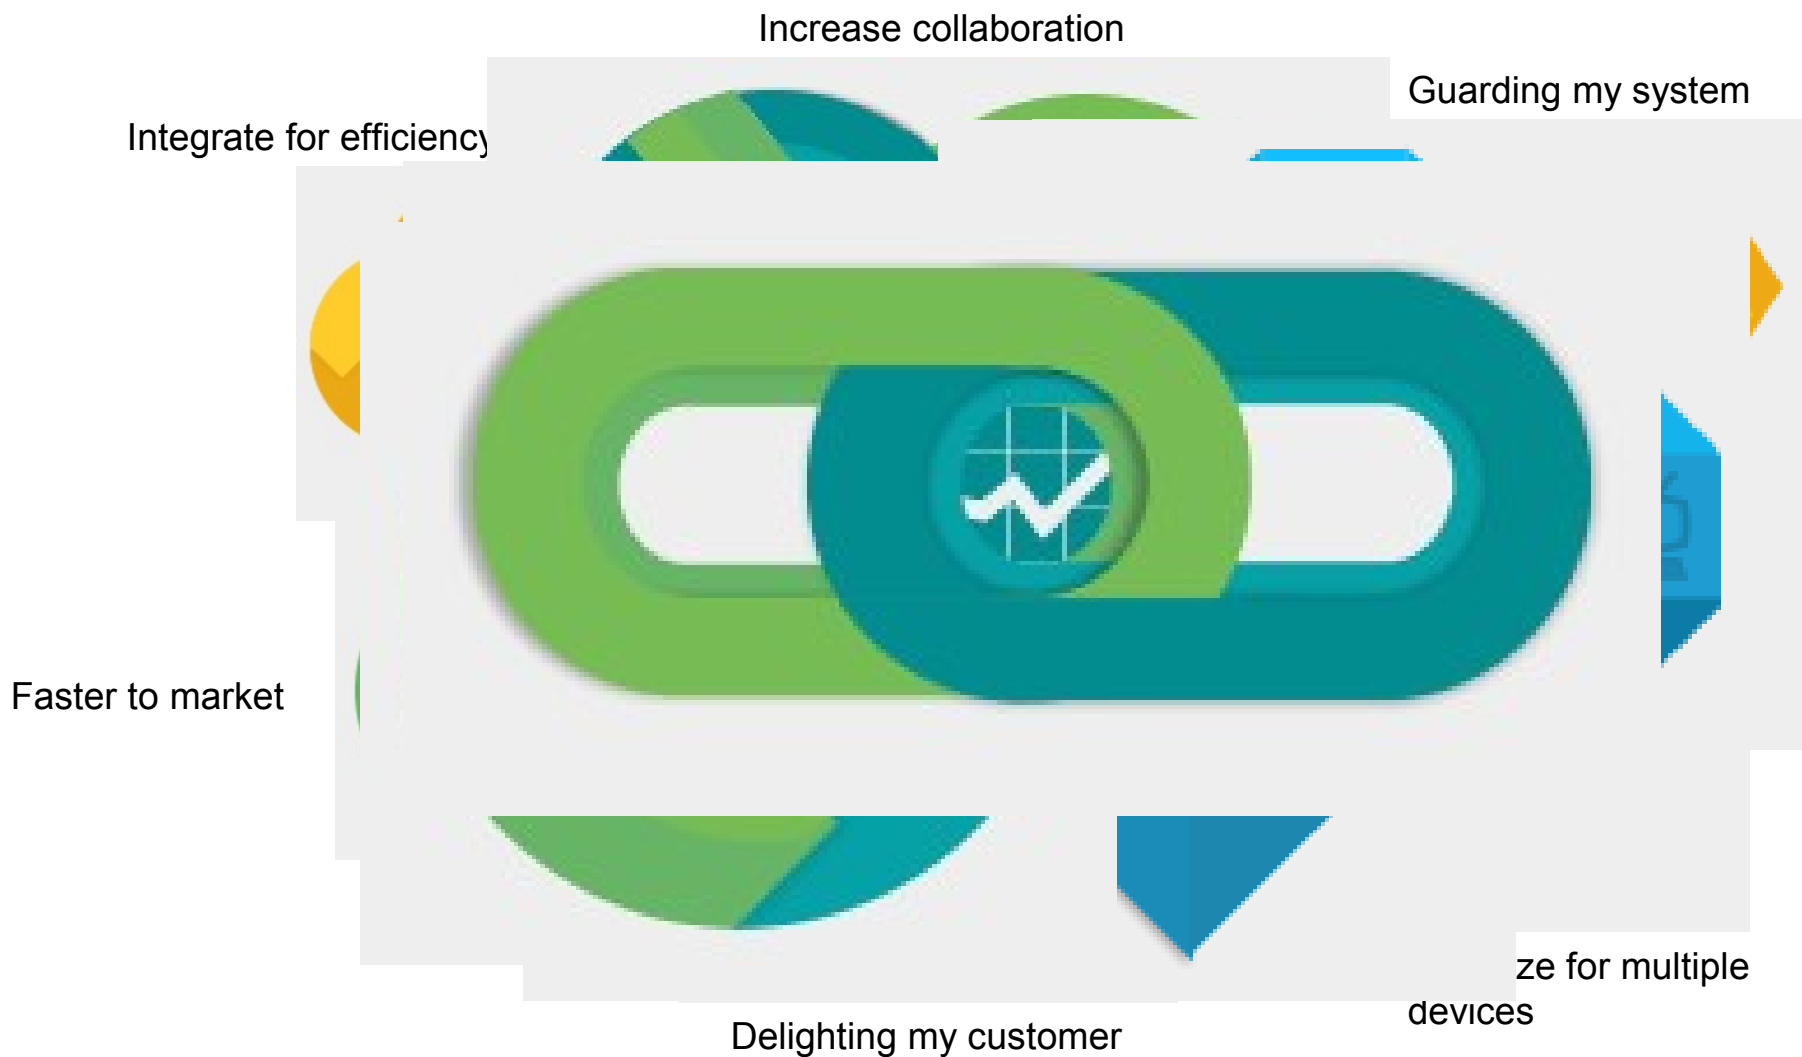 Increase collaboration
Guarding my system
Integrate for efficiency
Faster to market
ze for multiple
devices
Delighting my customer